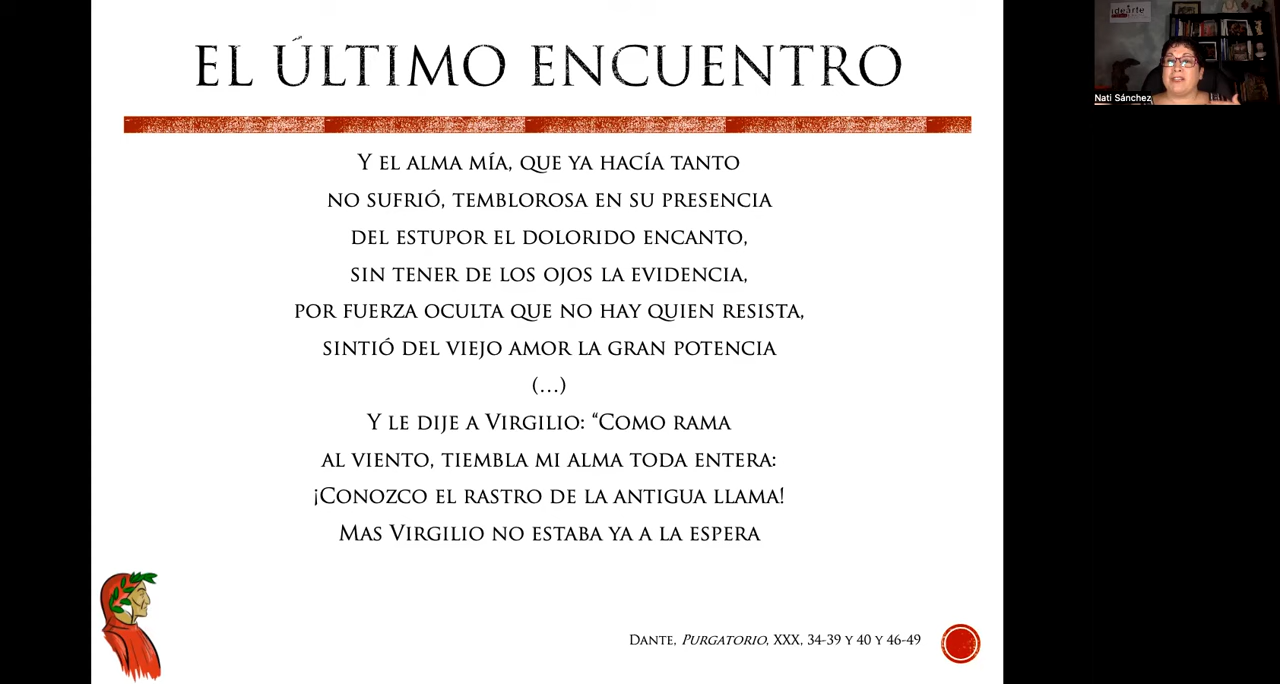 EL ÚLTIMO ENCUENTRO
Y EL ALMA MÍA, QUE YA HACÍA TANTO
NO SUFRIÓ, TEMBLOROSA EN SU PRESENCIA
DEL ESTUPOR EL DOLORIDO ENCANTO,
SIN TENER DE LOS OJOS LA EVIDENCIA,
POR FUERZA OCULTA QUE NO HAY QUIEN RESISTA,
SINTIÓ DEL VIEJO AMOR LA GRAN POTENCIA
(…)
Y LE DIJE A VIRGILIO: “COMO RAMA
AL VIENTO, TIEMBLA MI ALMA TODA ENTERA:
¡CONOZCO EL RASTRO DE LA ANTIGUA LLAMA!
MAS VIRGILIO NO ESTABA YA A LA ESPERA
DANTE, PURGATORIO, XXX, 34-39 Y 40 Y 46-49
idearte
Nati Sánchez